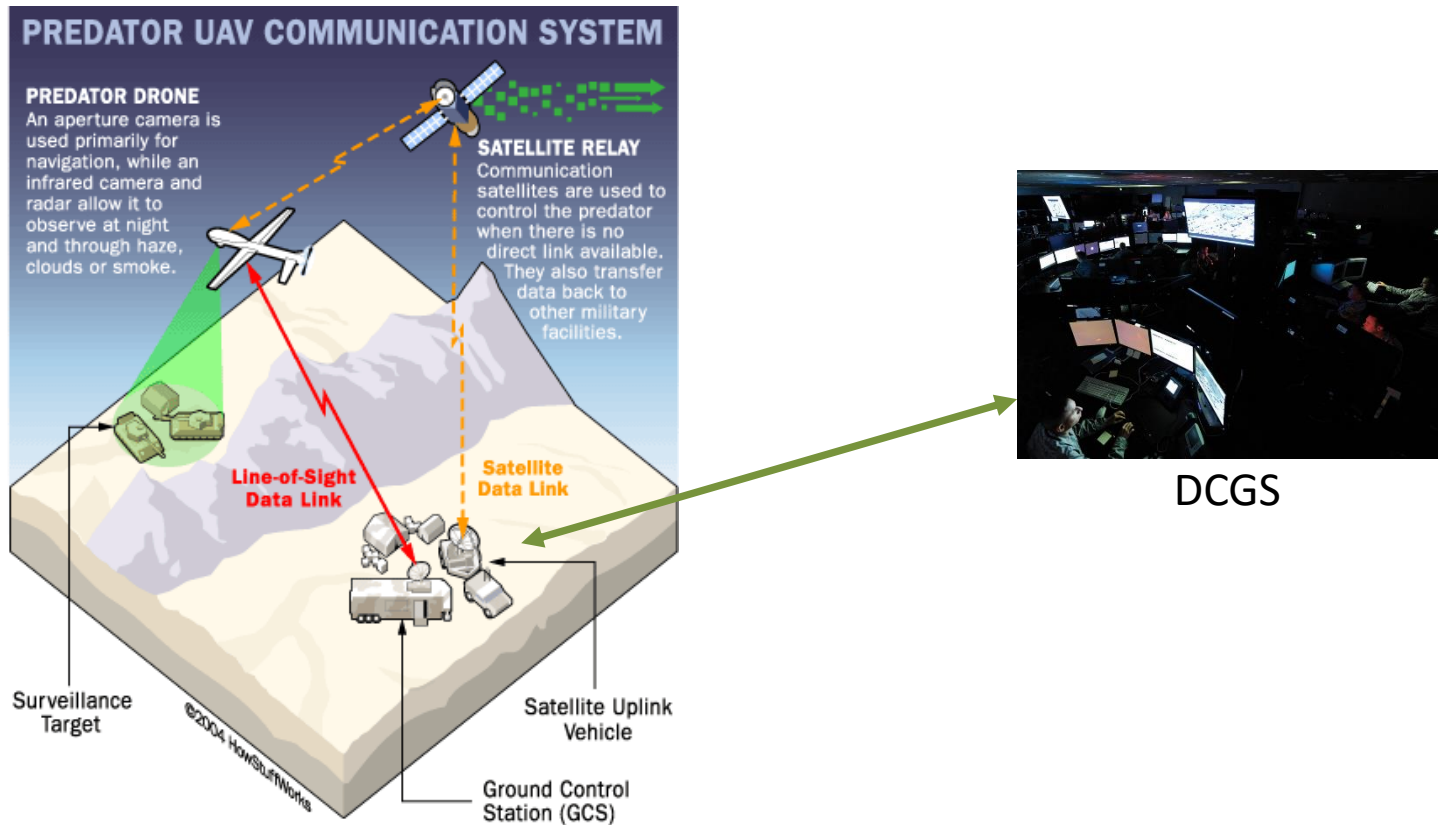 PREDATOR UAV COMMUNICATION SYSTEM
PREDATOR DRONE
An aperture camera is
used primarily for
navigation, while an
infrared camera and
radar allow it to
observe at night
and through haze,
clouds or smoke.
SATELLITE RELAY
Communication
satellites are used to
control the predator
when there is no
direct link available.
They also transfer
data back to
other military
facilities.
Line-of-Sight
Data Link
Satellite
Data Link
DCGS
Surveillance
Target
Satellite Uplink
Vehicle
Ground Control
Station (GCS)
©2004 HowStuffWorks